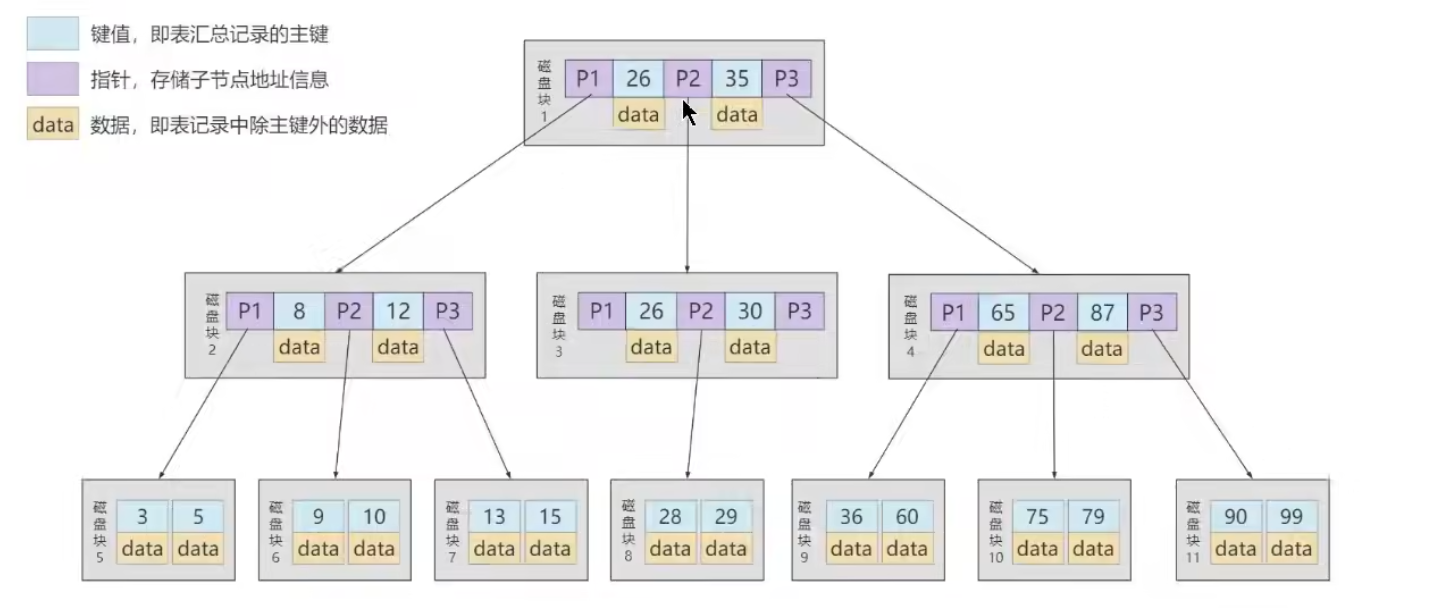 键值，即表汇总记录的主键
指针，存储子节点地址信息
data 数据，即表记录中除主键外的数据
磁盘块1
P1 26 P2 35 P3
data data
磁盘块2
P1 8 P2 12 P3
data data
磁盘块3
P1 26 P2 30 P3
data data
磁盘块4
P1 65 P2 87 P3
data data
磁盘块5
3 5
data data
磁盘块6
9 10
data data
磁盘块7
13 15
data data
磁盘块8
28 29
data data
磁盘块9
36 60
data data
磁盘块10
75 79
data data
磁盘块11
90 99
data data